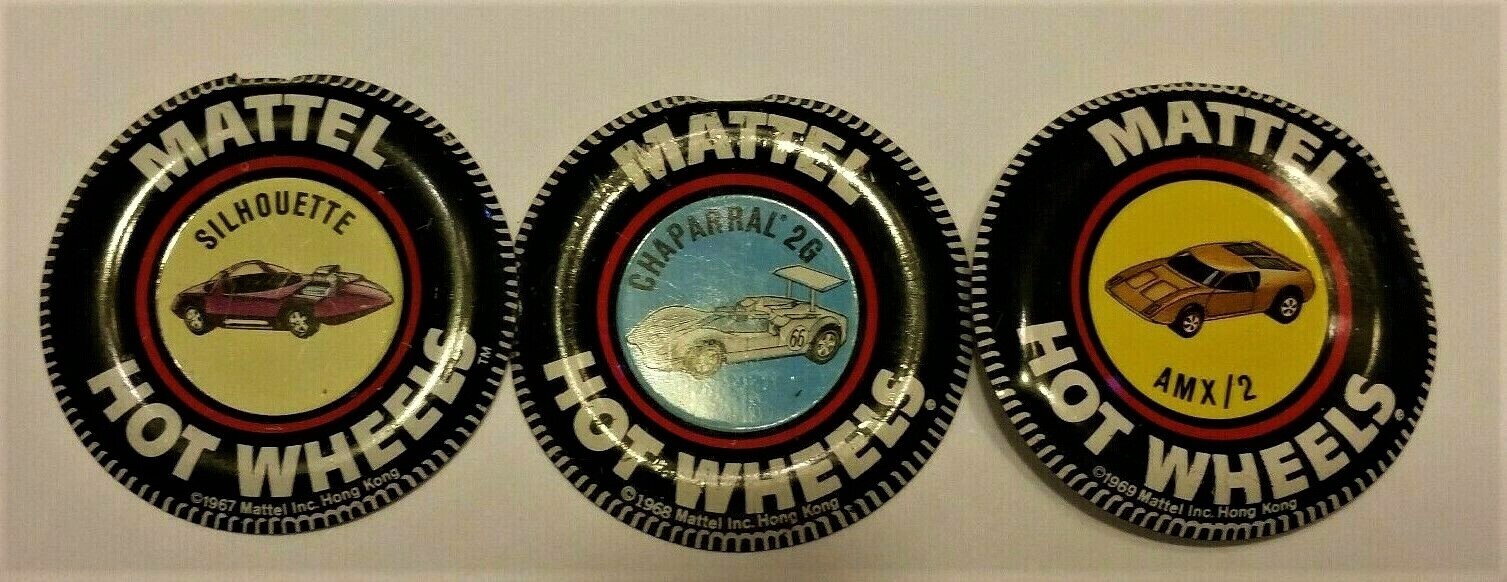 MATTEL
SILHOUETTE
HOT WHEELS™
©1967 Mattel Inc. Hong Kong
MATTEL
CHAPARRAL® 2G
66
HOT WHEELS®
©1968 Mattel Inc. Hong Kong
MATTEL
AMX/2
HOT WHEELS®
©1969 Mattel Inc. Hong Kong